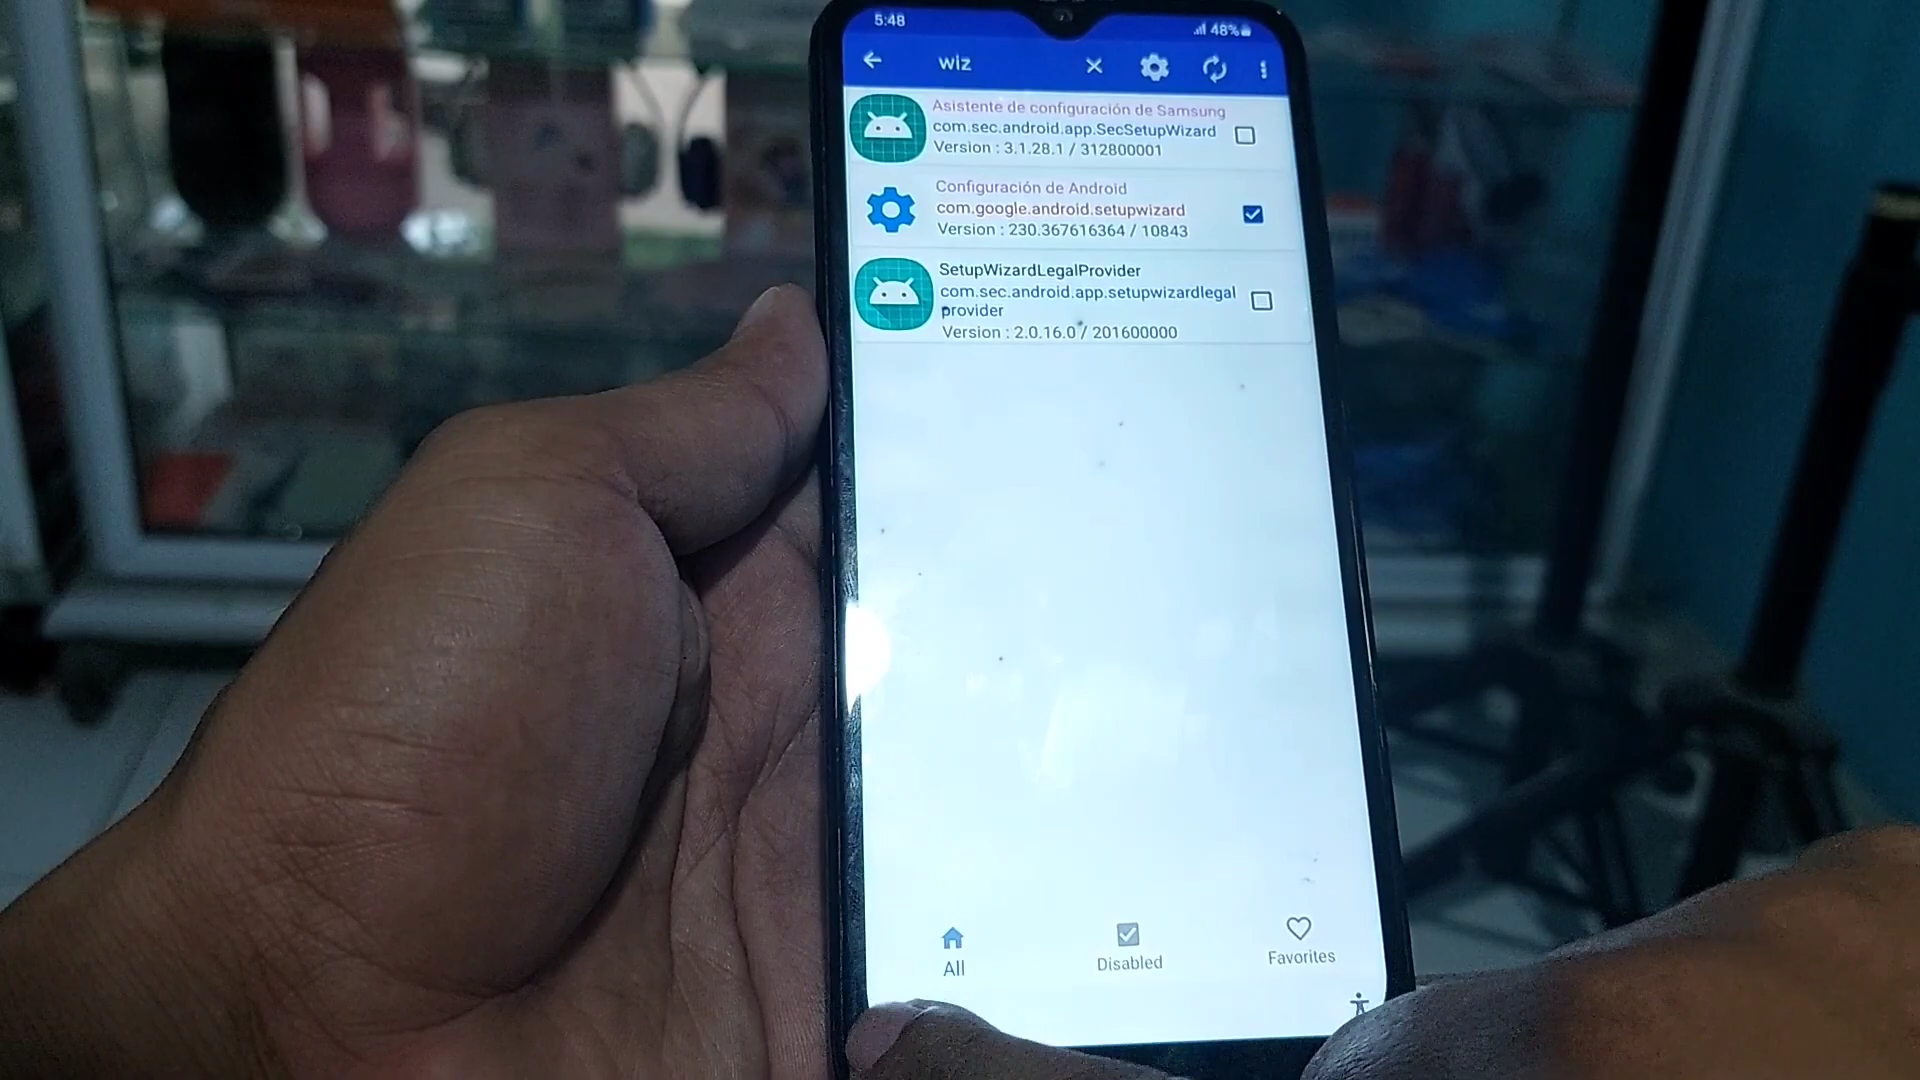 5:48
48%
wiz
Asistente de configuración de Samsung
com.sec.android.app.SecSetupWizard
Version : 3.1.28.1 / 312800001
Configuración de Android
com.google.android.setupwizard
Version : 230.367616364 / 10843
SetupWizardLegalProvider
com.sec.android.app.setupwizardlegal
provider
Version : 2.0.16.0 / 201600000
All
Disabled
Favorites